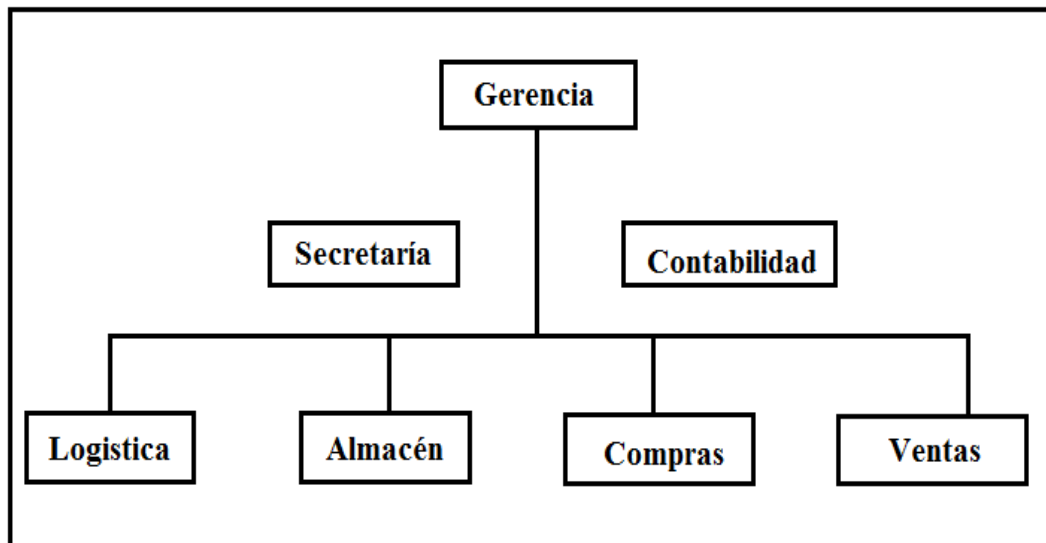 Gerencia
Secretaría
Contabilidad
Logistica
Almacén
Compras
Ventas